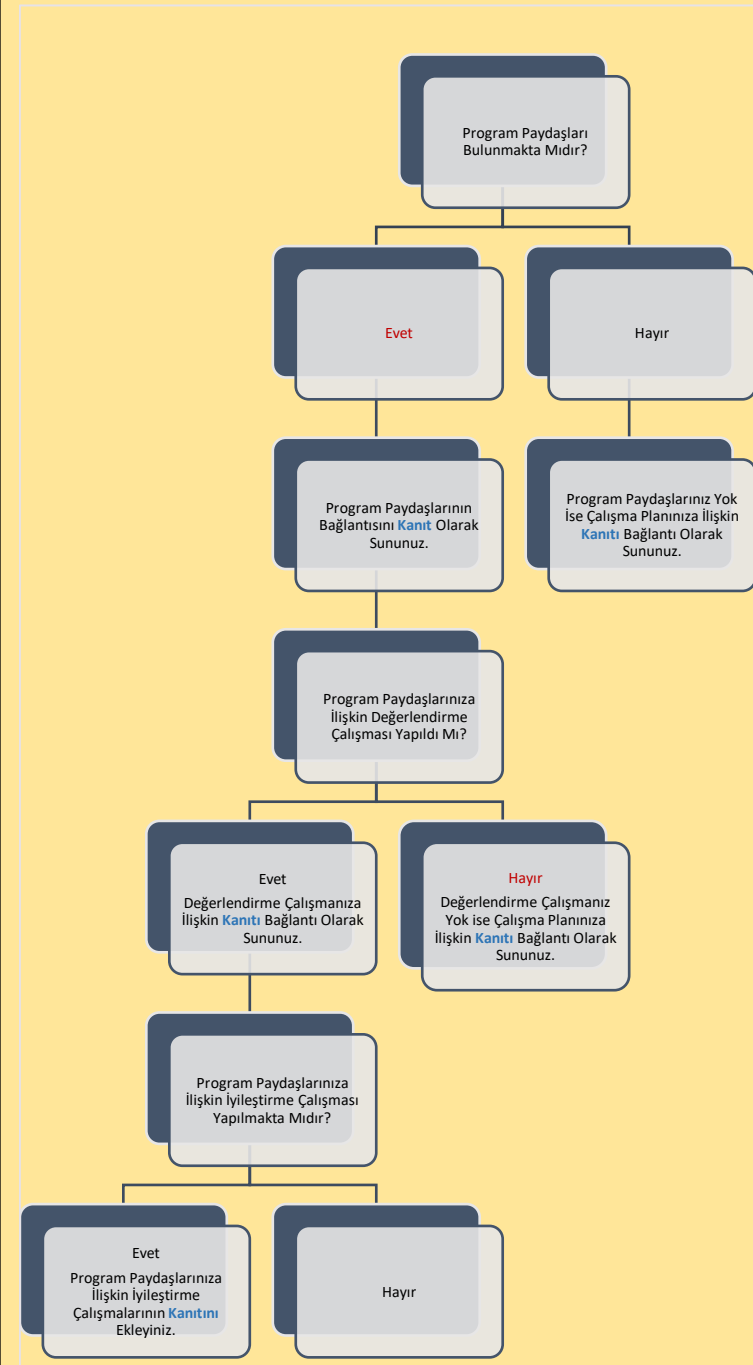 Program Paydaşları
Bulunmakta Mıdır?
Evet
Hayır
Program Paydaşlarının
Bağlantısını Kanıt Olarak
Sununuz.
Program Paydaşlarınız Yok
İse Çalışma Planınıza İlişkin
Kanıtı Bağlantı Olarak
Sununuz.
Program Paydaşlarınıza
İlişkin Değerlendirme
Çalışması Yapıldı Mı?
Evet
Değerlendirme Çalışmanıza
İlişkin Kanıtı Bağlantı Olarak
Sununuz.
Hayır
Değerlendirme Çalışmanız
Yok ise Çalışma Planınıza
İlişkin Kanıtı Bağlantı Olarak
Sununuz.
Program Paydaşlarınıza
İlişkin İyileştirme Çalışması
Yapılmakta Mıdır?
Evet
Program Paydaşlarınıza
İlişkin İyileştirme
Çalışmalarının Kanıtını
Ekleyiniz.
Hayır